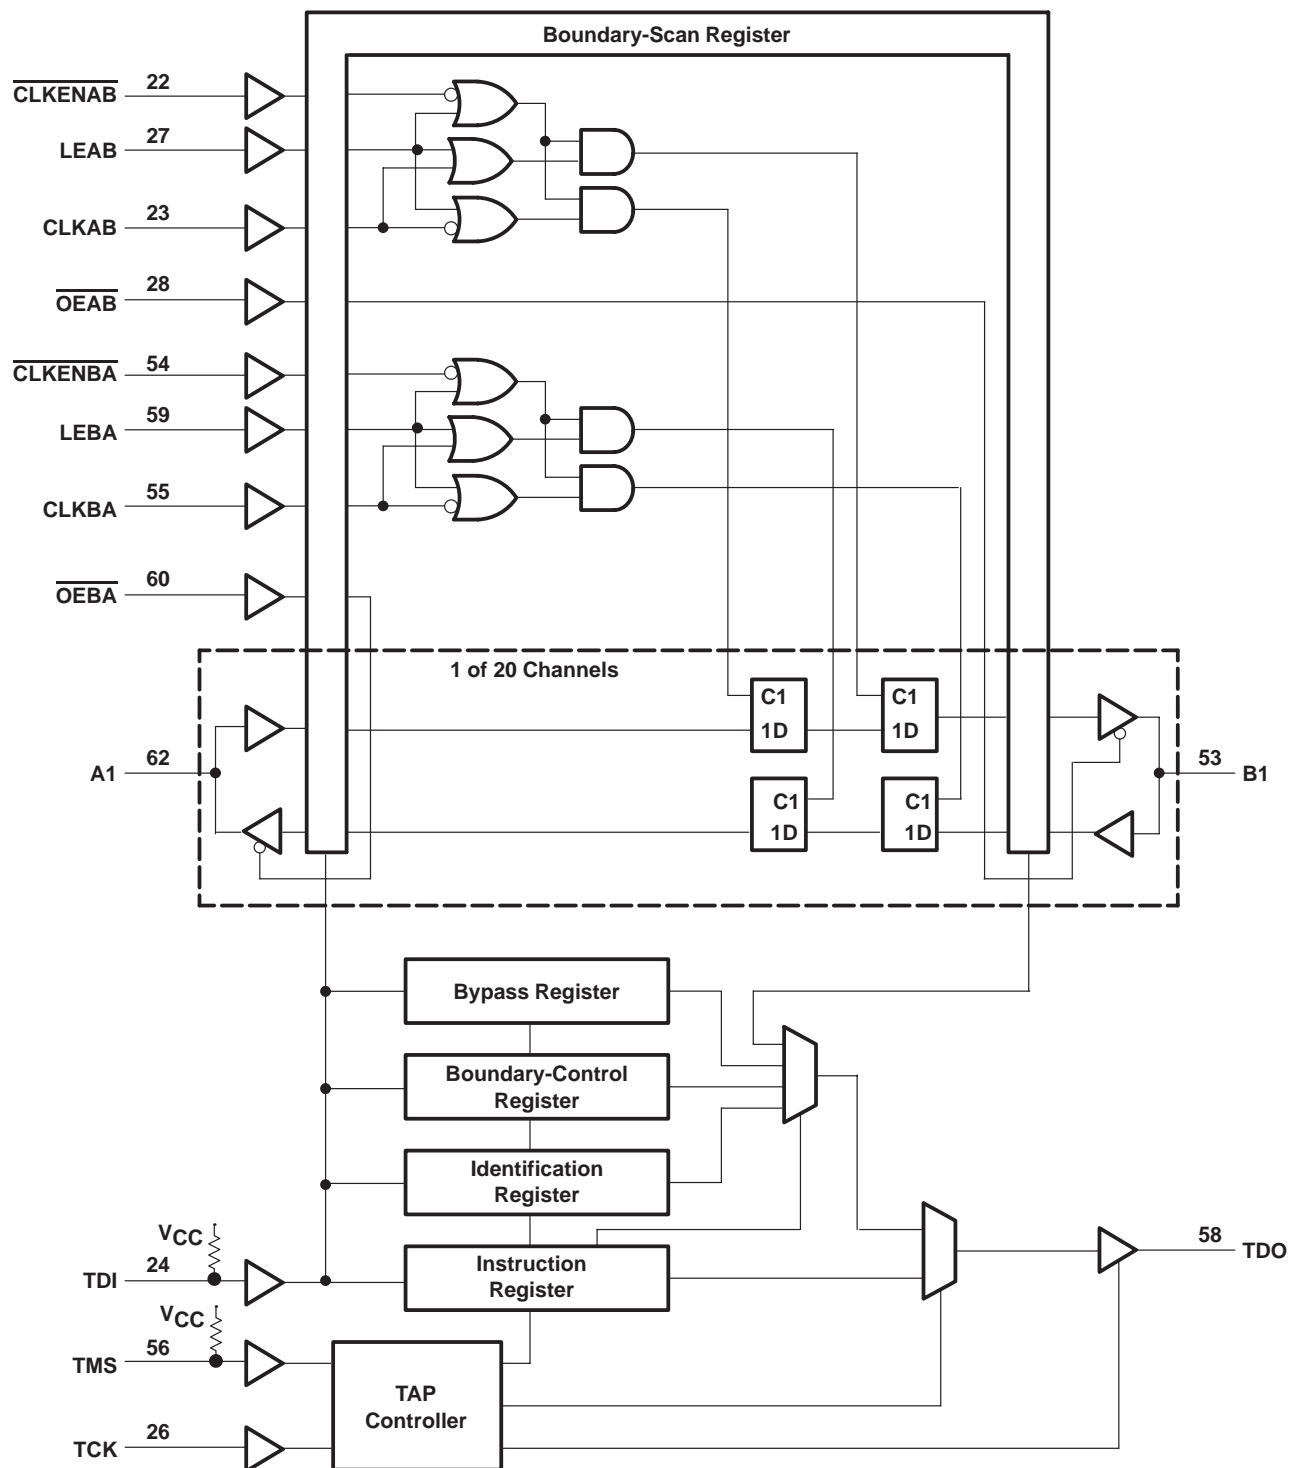 Boundary-Scan Register
CLKENAB 22
LEAB 27
CLKAB 23
OEAB 28
CLKENBA 54
LEBA 59
CLKBA 55
OEBA 60
1 of 20 Channels
C1
1D
C1
1D
A1 62
53 B1
C1
1D
C1
1D
Bypass Register
Boundary-Control
Register
Identification
Register
VCC
TDI 24
Instruction
Register
58 TDO
VCC
TMS 56
TAP
Controller
TCK 26